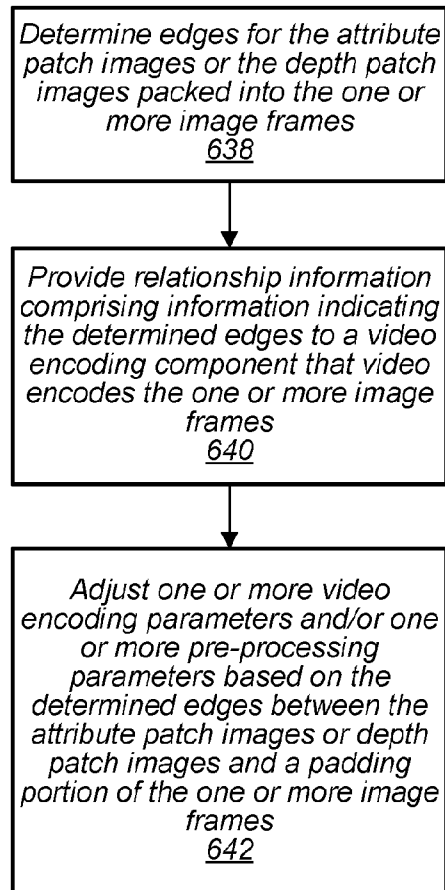 Determine edges for the attribute
patch images or the depth patch
images packed into the one or
more image frames
638
Provide relationship information
comprising information indicating
the determined edges to a video
encoding component that video
encodes the one or more image
frames
640
Adjust one or more video
encoding parameters and/or one
or more pre-processing
parameters based on the
determined edges between the
attribute patch images or depth
patch images and a padding
portion of the one or more image
frames
642